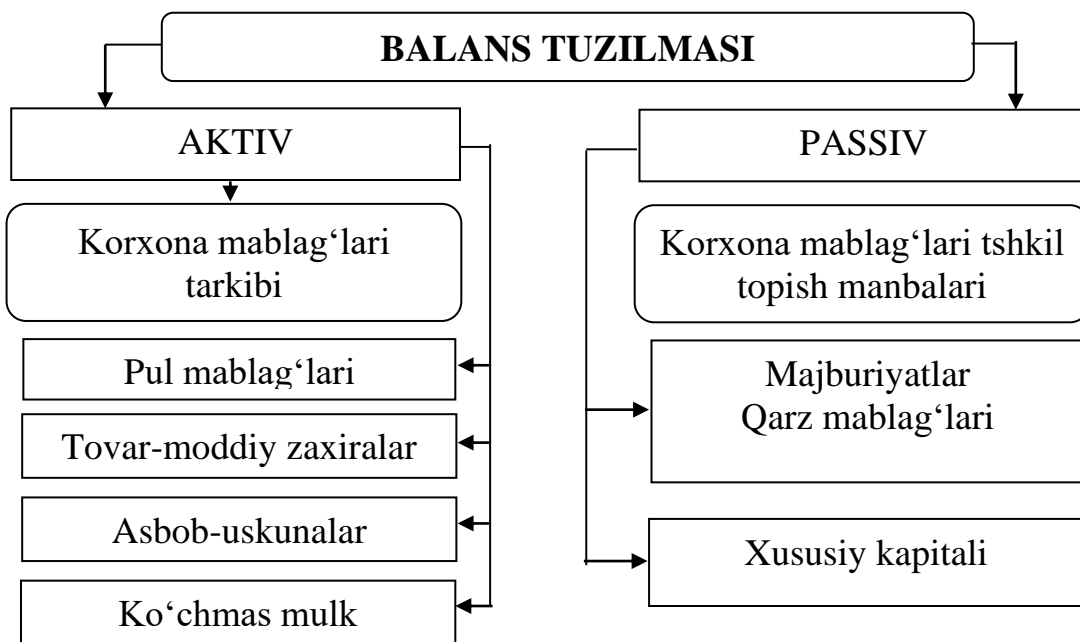 BALANS TUZILMASI
AKTIV
Korxona mablag‘lari
tarkibi
Pul mablag‘lari
Tovar-moddiy zaxiralar
Asbob-uskunalar
Ko‘chmas mulk
PASSIV
Korxona mablag‘lari tshkil
topish manbalari
Majburiyatlar
Qarz mablag‘lari
Xususiy kapitali